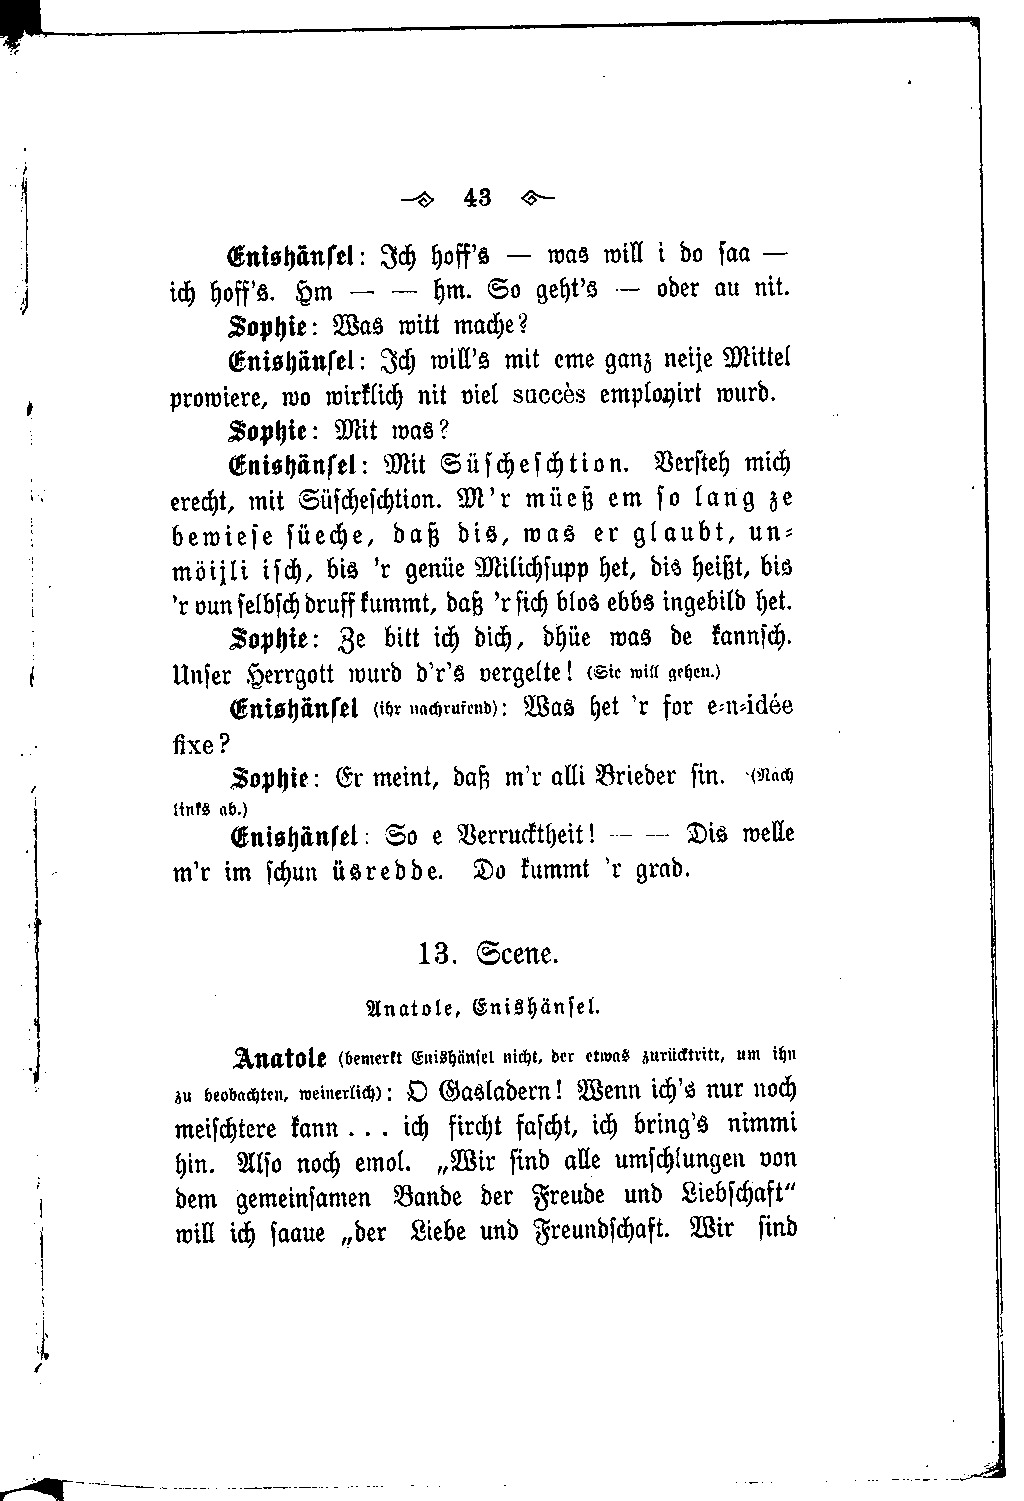 43
Enishänsel: Ich hoff's — was will i do saa —
ich hoff's. Hm — — hm. So geht's — oder au nit.
Sophie: Was witt mache?
Enishänsel: Ich will's mit eme ganz neije Mittel
prowiere, wo wirklich nit viel succès employirt wurd.
Sophie: Mit was?
Enishänsel: Mit Süscheschtion. Versteh mich
erecht, mit Süscheschtion. M'r müeß em so lang ze
bewiese süeche, daß dis, was er glaubt, un-
möijli isch, bis 'r genüe Milichsupp het, dis heißt, bis
'r vun selbsch druff kummt, daß 'r sich blos ebbs ingebild het.
Sophie: Ze bitt ich dich, dhüe was de kannsch.
Unser Herrgott wurd d'r's vergelte! (Sie will gehen.)
Enishänsel (ihr nachrufend): Was het 'r for e-n-idée
fixe?
Sophie: Er meint, daß m'r alli Brieder sin. (Nach
links ab.)
Enishänsel: So e Verrucktheit! — — Dis welle
m'r im schun üsredde. Do kummt 'r grad.
13. Scene.
Anatole, Enishänsel.
Anatole (bemerkt Enishänsel nicht, der etwas zurücktritt, um ihn
zu beobachten, weinerlich): O Gasladern! Wenn ich's nur noch
meischtere kann . . . ich fircht fascht, ich bring's nimmi
hin. Also noch emol. „Wir sind alle umschlungen von
dem gemeinsamen Bande der Freude und Liebschaft“
will ich saaue „der Liebe und Freundschaft. Wir sind